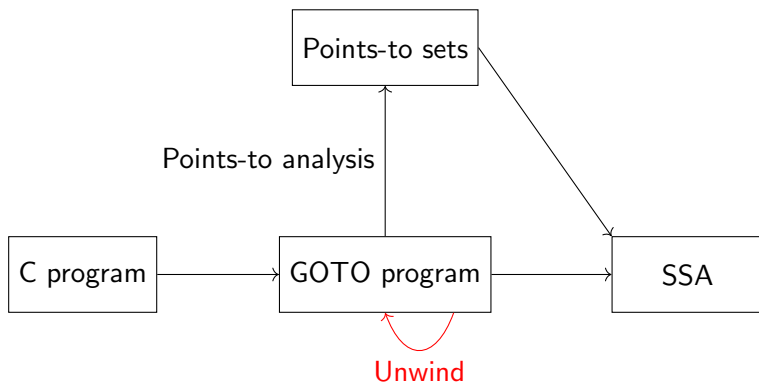 Points-to sets
Points-to analysis
C program
GOTO program
SSA
Unwind